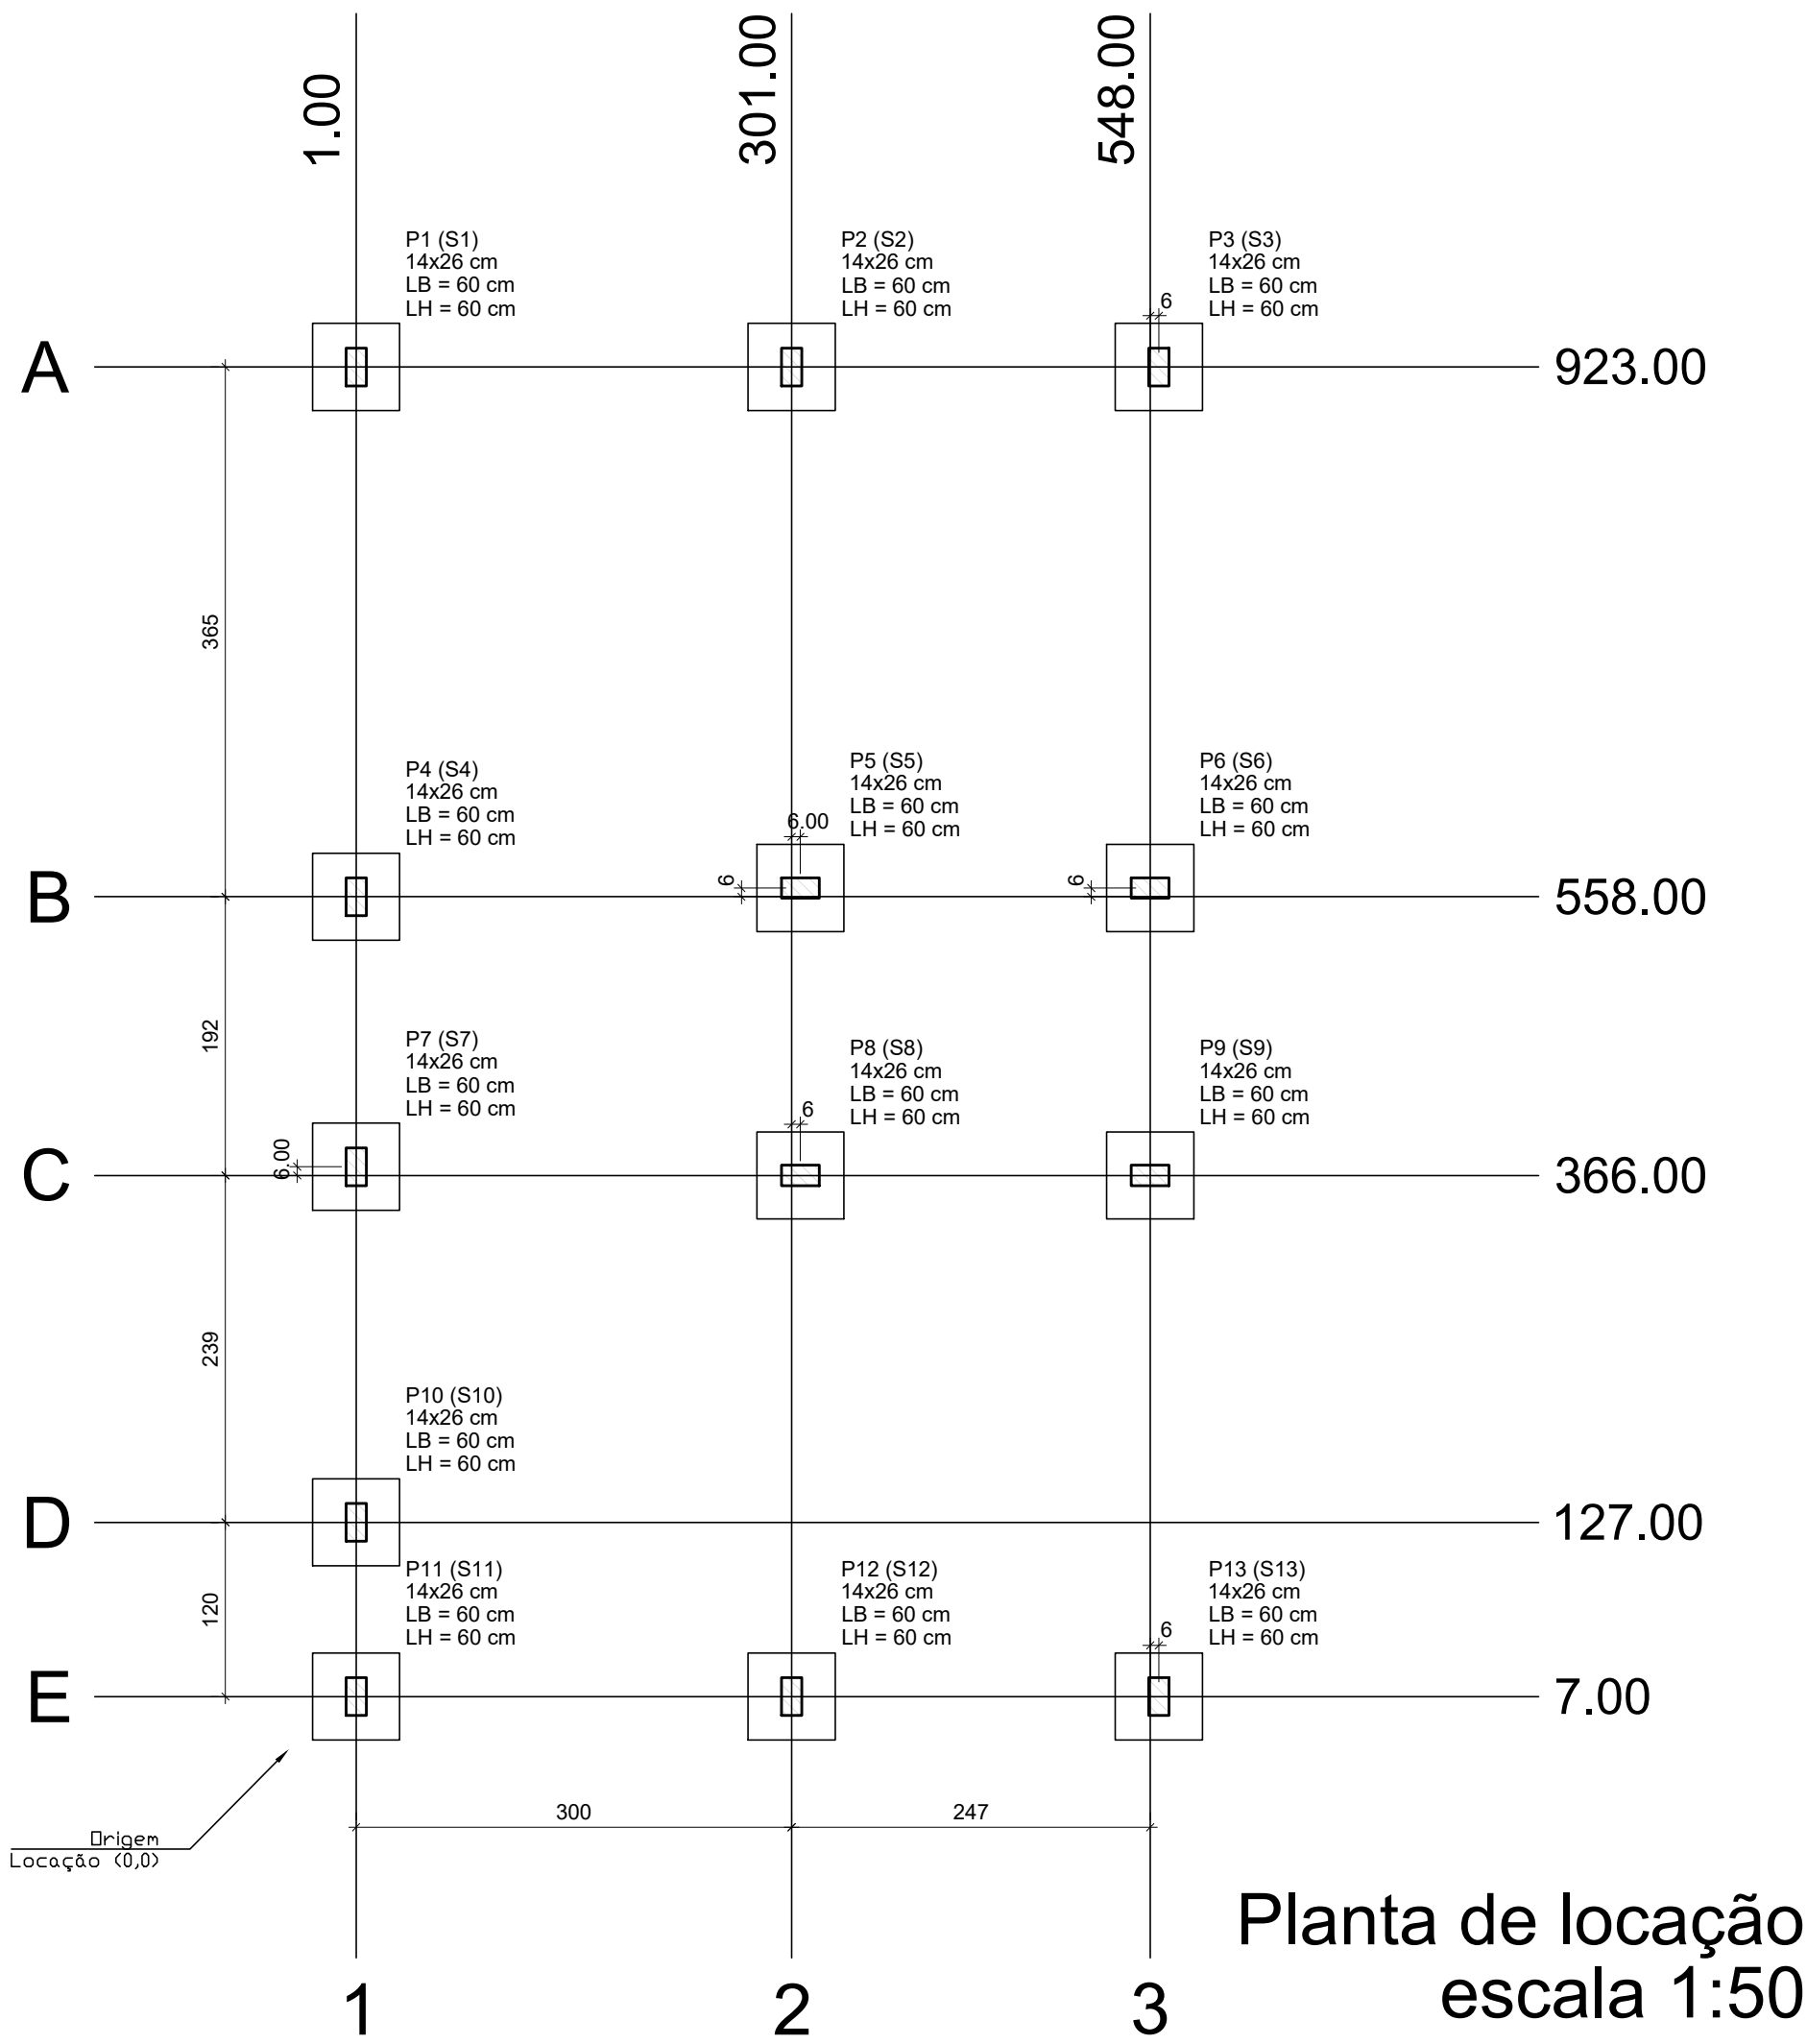 1.00
301.00
548.00
P1 (S1)
14x26 cm
LB = 60 cm
LH = 60 cm
P2 (S2)
14x26 cm
LB = 60 cm
LH = 60 cm
P3 (S3)
14x26 cm
LB = 60 cm
LH = 60 cm
6
A
923.00
365
P4 (S4)
14x26 cm
LB = 60 cm
LH = 60 cm
P5 (S5)
14x26 cm
LB = 60 cm
LH = 60 cm
6.00
6
P6 (S6)
14x26 cm
LB = 60 cm
LH = 60 cm
6
B
558.00
192
P7 (S7)
14x26 cm
LB = 60 cm
LH = 60 cm
6.00
P8 (S8)
14x26 cm
LB = 60 cm
LH = 60 cm
6
P9 (S9)
14x26 cm
LB = 60 cm
LH = 60 cm
C
366.00
239
P10 (S10)
14x26 cm
LB = 60 cm
LH = 60 cm
D
127.00
120
P11 (S11)
14x26 cm
LB = 60 cm
LH = 60 cm
P12 (S12)
14x26 cm
LB = 60 cm
LH = 60 cm
P13 (S13)
14x26 cm
LB = 60 cm
LH = 60 cm
6
E
7.00
300
247
Origem
Locação (0,0)
Planta de locação
escala 1:50
1
2
3